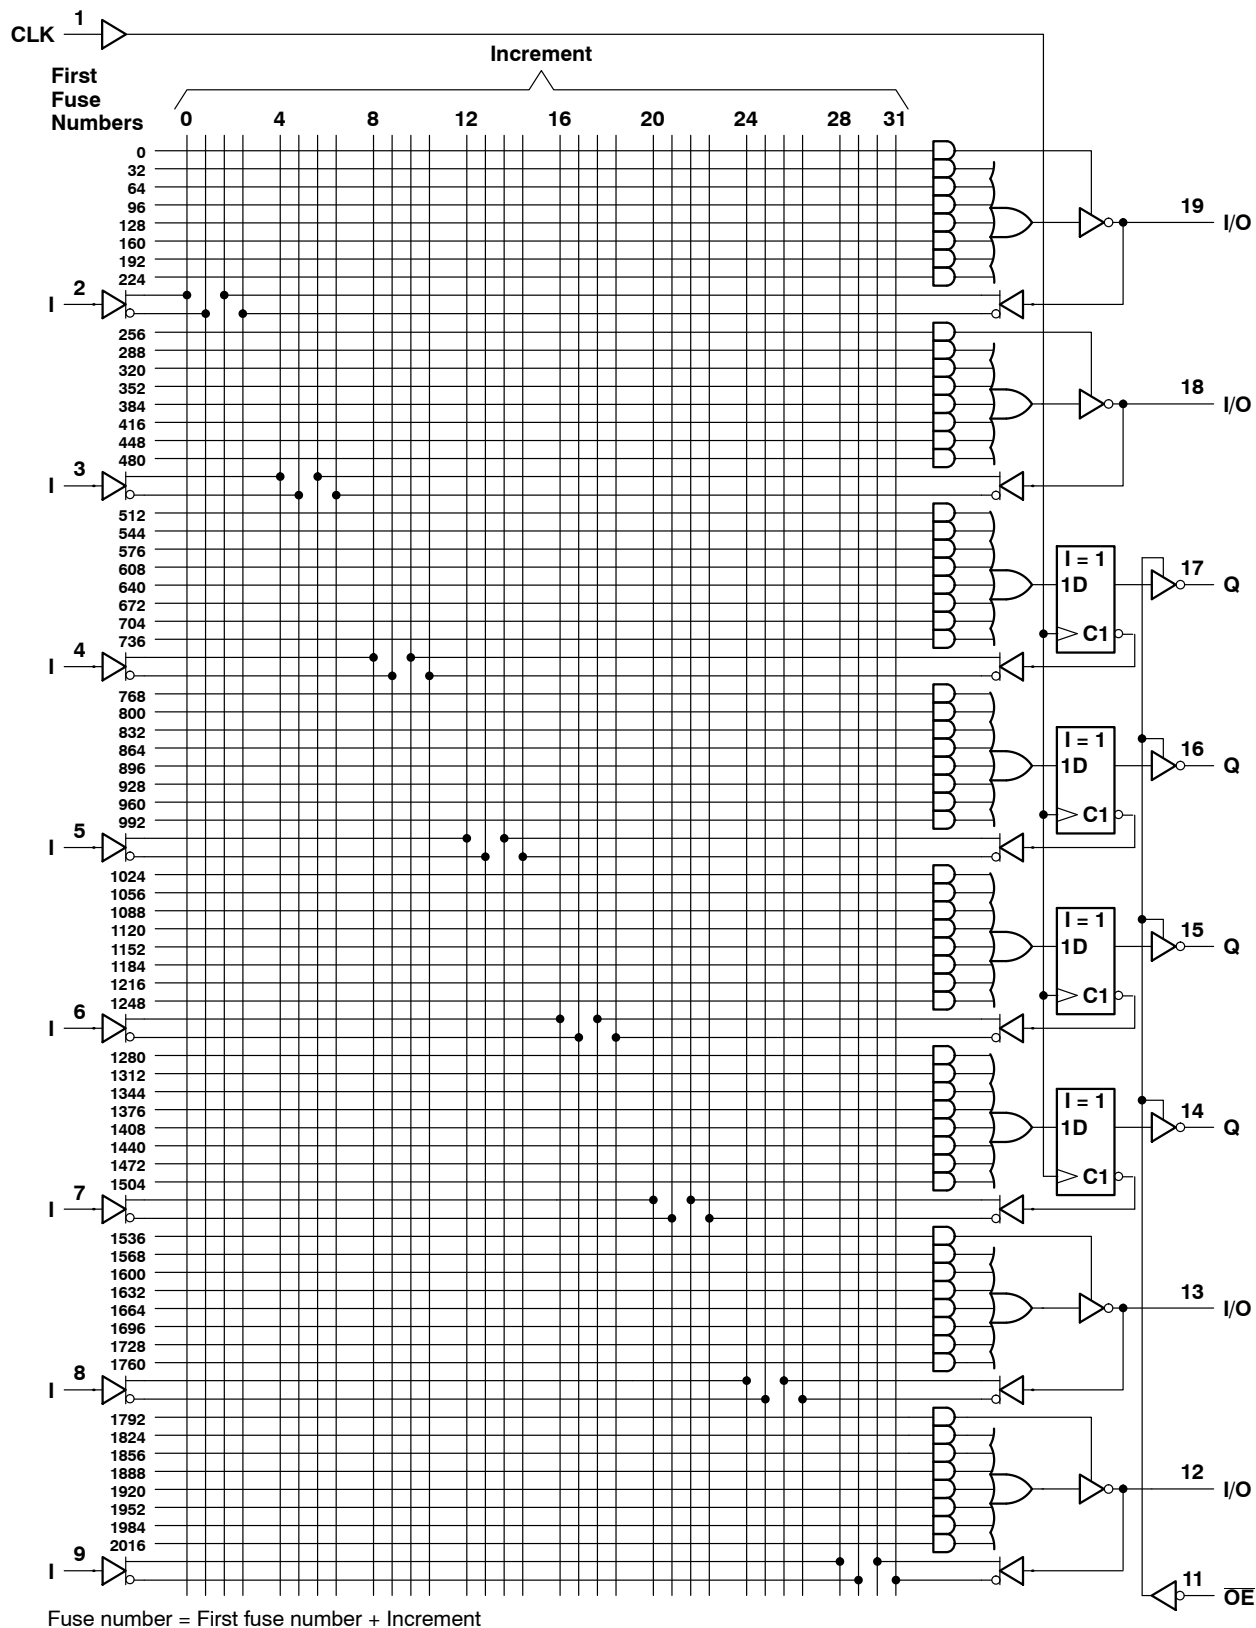 CLK 1
Increment
First
Fuse
Numbers
0 4 8 12 16 20 24 28 31
0
32
64
96
128
160
192
224
19 I/O
I 2
256
288
320
352
384
416
448
480
18 I/O
I 3
512
544
576
608
640
672
704
736
I = 1
1D
C1
17 Q
I 4
768
800
832
864
896
928
960
992
I = 1
1D
C1
16 Q
I 5
1024
1056
1088
1120
1152
1184
1216
1248
I = 1
1D
C1
15 Q
I 6
1280
1312
1344
1376
1408
1440
1472
1504
I = 1
1D
C1
14 Q
I 7
1536
1568
1600
1632
1664
1696
1728
1760
13 I/O
I 8
1792
1824
1856
1888
1920
1952
1984
2016
12 I/O
I 9
11 OE
Fuse number = First fuse number + Increment